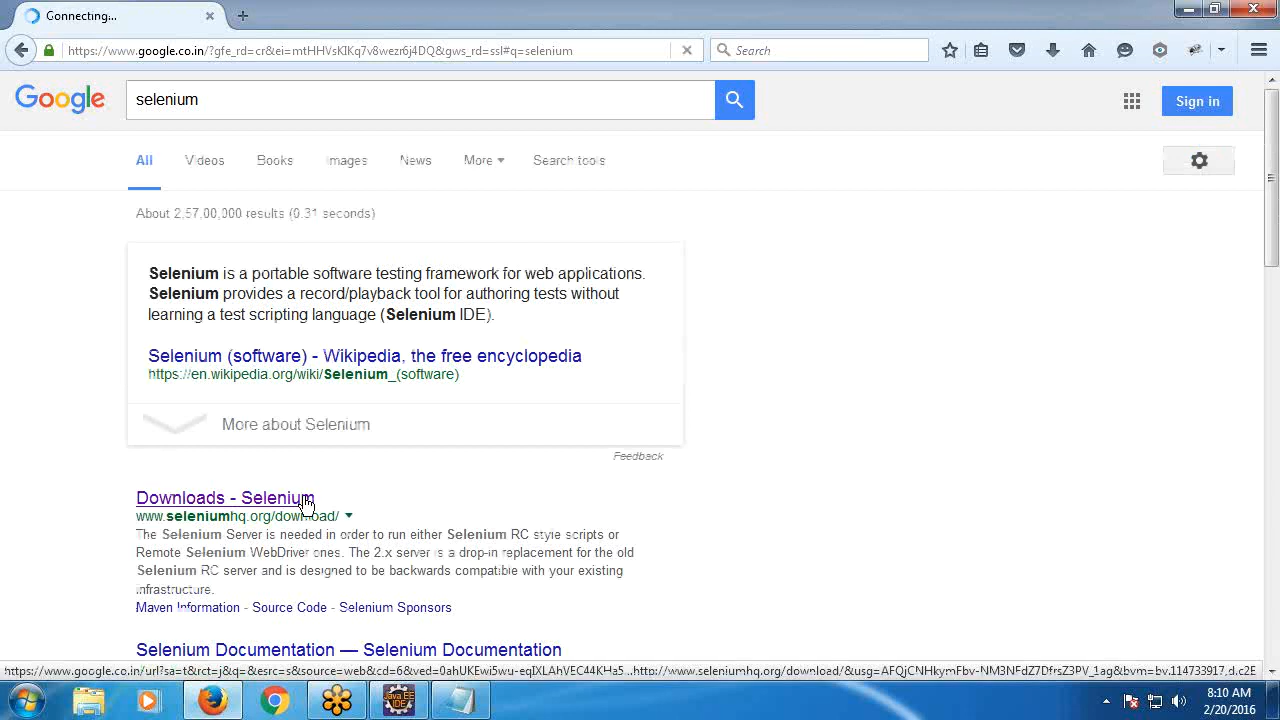 Connecting...
https://www.google.co.in/?gfe_rd=cr&ei=mtHHVsKIKq7v8wezr6j4DQ&gws_rd=ssl#q=selenium
Search
Google
selenium
Sign in
All Videos Books Images News More Search tools
About 2,57,00,000 results (0.31 seconds)
Selenium is a portable software testing framework for web applications.
Selenium provides a record/playback tool for authoring tests without
learning a test scripting language (Selenium IDE).
Selenium (software) - Wikipedia, the free encyclopedia
https://en.wikipedia.org/wiki/Selenium_(software)
More about Selenium
Feedback
Downloads - Selenium
www.seleniumhq.org/download/
The Selenium Server is needed in order to run either Selenium RC style scripts or
Remote Selenium WebDriver ones. The 2.x server is a drop-in replacement for the old
Selenium RC server and is designed to be backwards compatible with your existing
infrastructure.
Maven Information - Source Code - Selenium Sponsors
Selenium Documentation — Selenium Documentation
https://www.google.co.in/url?sa=t&rct=j&q=&esrc=s&source=web&cd=6&ved=0ahUKEwj5wu-eqIXLAhVEC44KHa5...http://www.seleniumhq.org/download/&usg=AFQjCNHkymFbv-NM3NFdZ7DfrsZ3PV_1ag&bvm=bv.114733917,d.c2E
Java EE
IDE
8:10 AM
2/20/2016